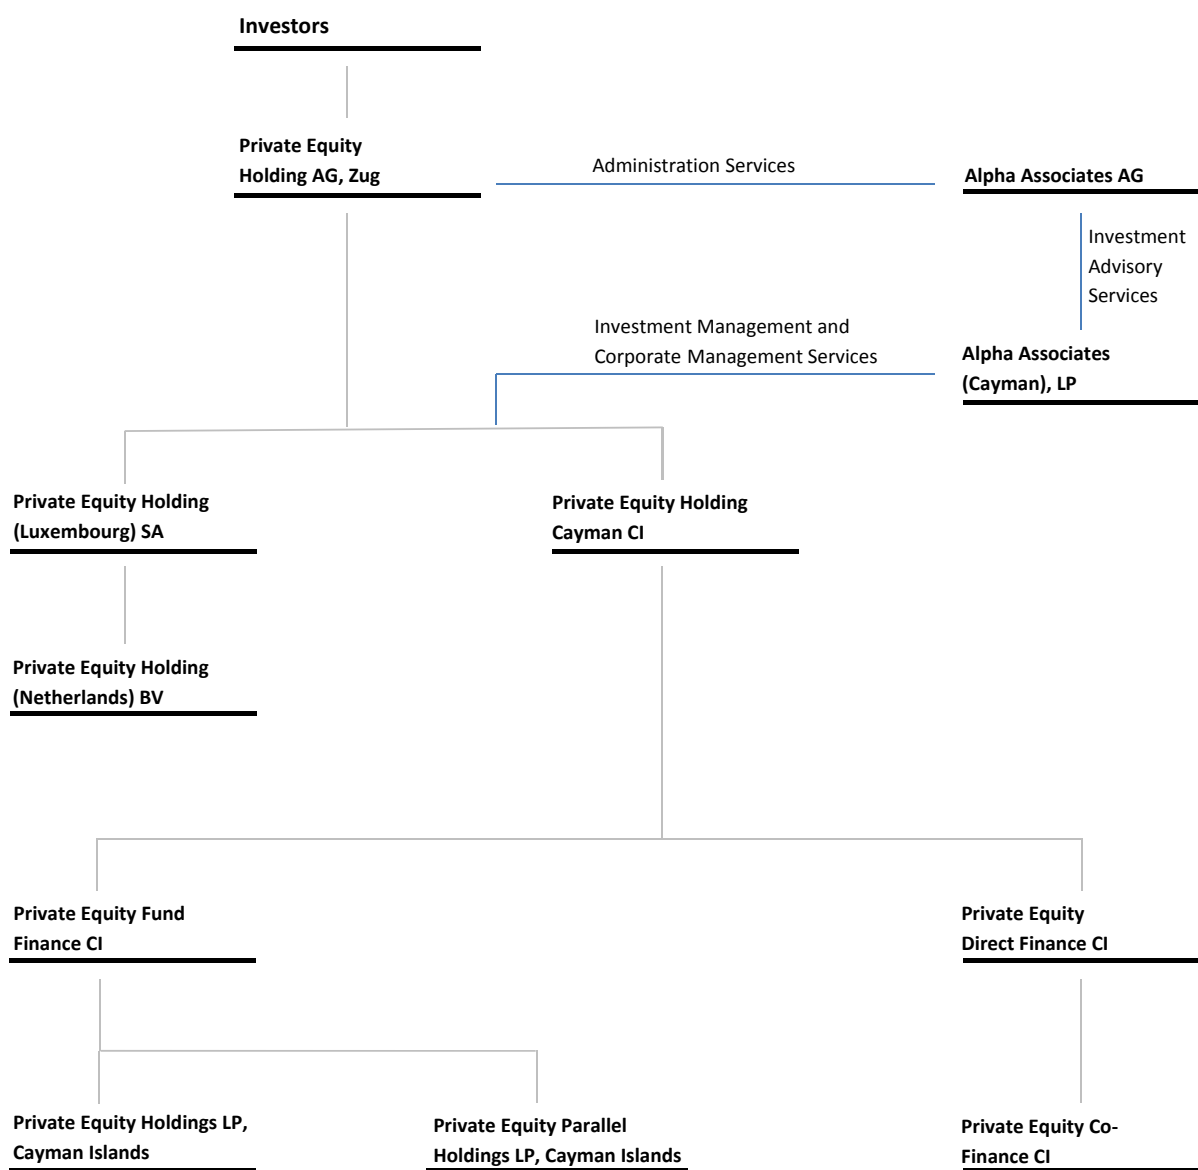 Investors
Private Equity
Holding AG, Zug
Administration Services
Alpha Associates AG
Investment
Advisory
Services
Investment Management and
Corporate Management Services
Alpha Associates
(Cayman), LP
Private Equity Holding
(Luxembourg) SA
Private Equity Holding
Cayman CI
Private Equity Holding
(Netherlands) BV
Private Equity Fund
Finance CI
Private Equity
Direct Finance CI
Private Equity Holdings LP,
Cayman Islands
Private Equity Parallel
Holdings LP, Cayman Islands
Private Equity Co-
Finance CI